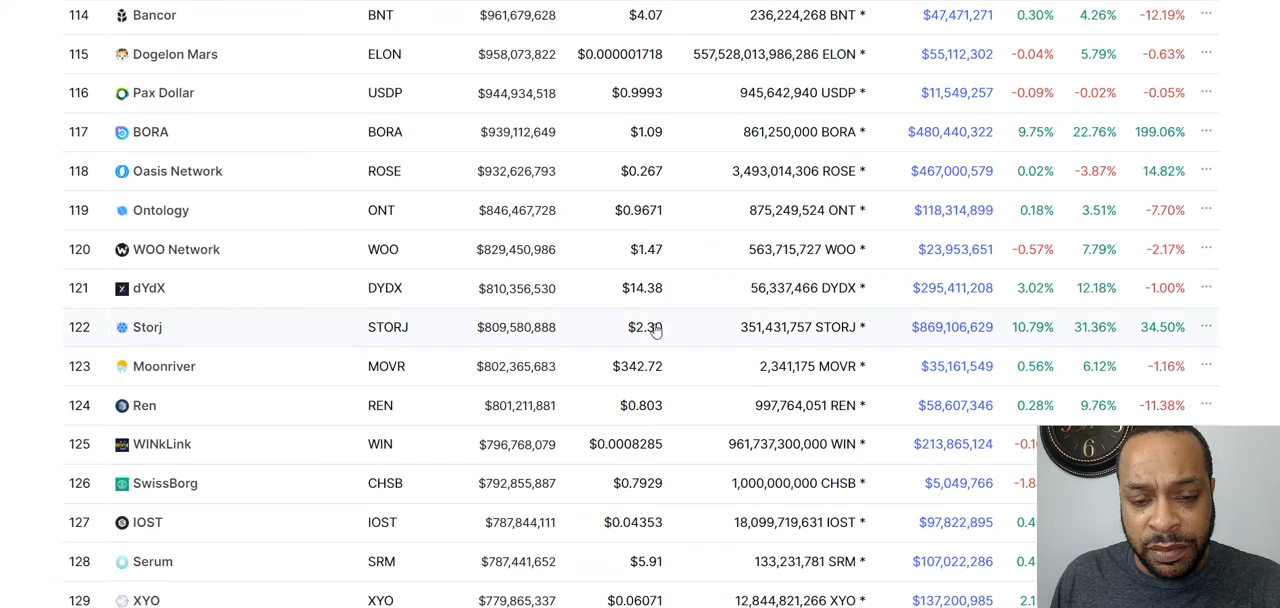 114 Bancor BNT $961,679,628 $4.07 236,224,268 BNT * $47,471,271 0.30% 4.26% -12.19% ...
115 Dogelon Mars ELON $958,073,822 $0.000001718 557,528,013,986,286 ELON * $55,112,302 -0.04% 5.79% -0.63% ...
116 Pax Dollar USDP $944,934,518 $0.9993 945,642,940 USDP * $11,549,257 -0.09% -0.02% -0.05% ...
117 BORA BORA $939,112,649 $1.09 861,250,000 BORA * $480,440,322 9.75% 22.76% 199.06% ...
118 Oasis Network ROSE $932,626,793 $0.267 3,493,014,306 ROSE * $467,000,579 0.02% -3.87% 14.82% ...
119 Ontology ONT $846,467,728 $0.9671 875,249,524 ONT * $118,314,899 0.18% 3.51% -7.70% ...
120 WOO Network WOO $829,450,986 $1.47 563,715,727 WOO * $23,953,651 -0.57% 7.79% -2.17% ...
121 dYdX DYDX $810,356,530 $14.38 56,337,466 DYDX * $295,411,208 3.02% 12.18% -1.00% ...
122 Storj STORJ $809,580,888 351,431,757 STORJ * $869,106,629 10.79% 31.36% 34.50% ...
123 Moonriver MOVR $802,365,683 $342.72 2,341,175 MOVR * $35,161,549 0.56% 6.12% -1.16% ...
124 Ren REN $801,211,881 $0.803 997,764,051 REN * $58,607,346 0.28% 9.76% -11.38% ...
125 WINkLink WIN $796,768,079 $0.0008285 961,737,300,000 WIN * $213,865,124
126 SwissBorg CHSB $792,855,887 $0.7929 1,000,000,000 CHSB * $5,049,766
127 IOST IOST $787,844,111 $0.04353 18,099,719,631 IOST * $97,822,895
128 Serum SRM $787,441,652 $5.91 133,231,781 SRM * $107,022,286
129 XYO XYO $779,865,337 $0.06071 12,844,821,266 XYO * $137,200,985
6